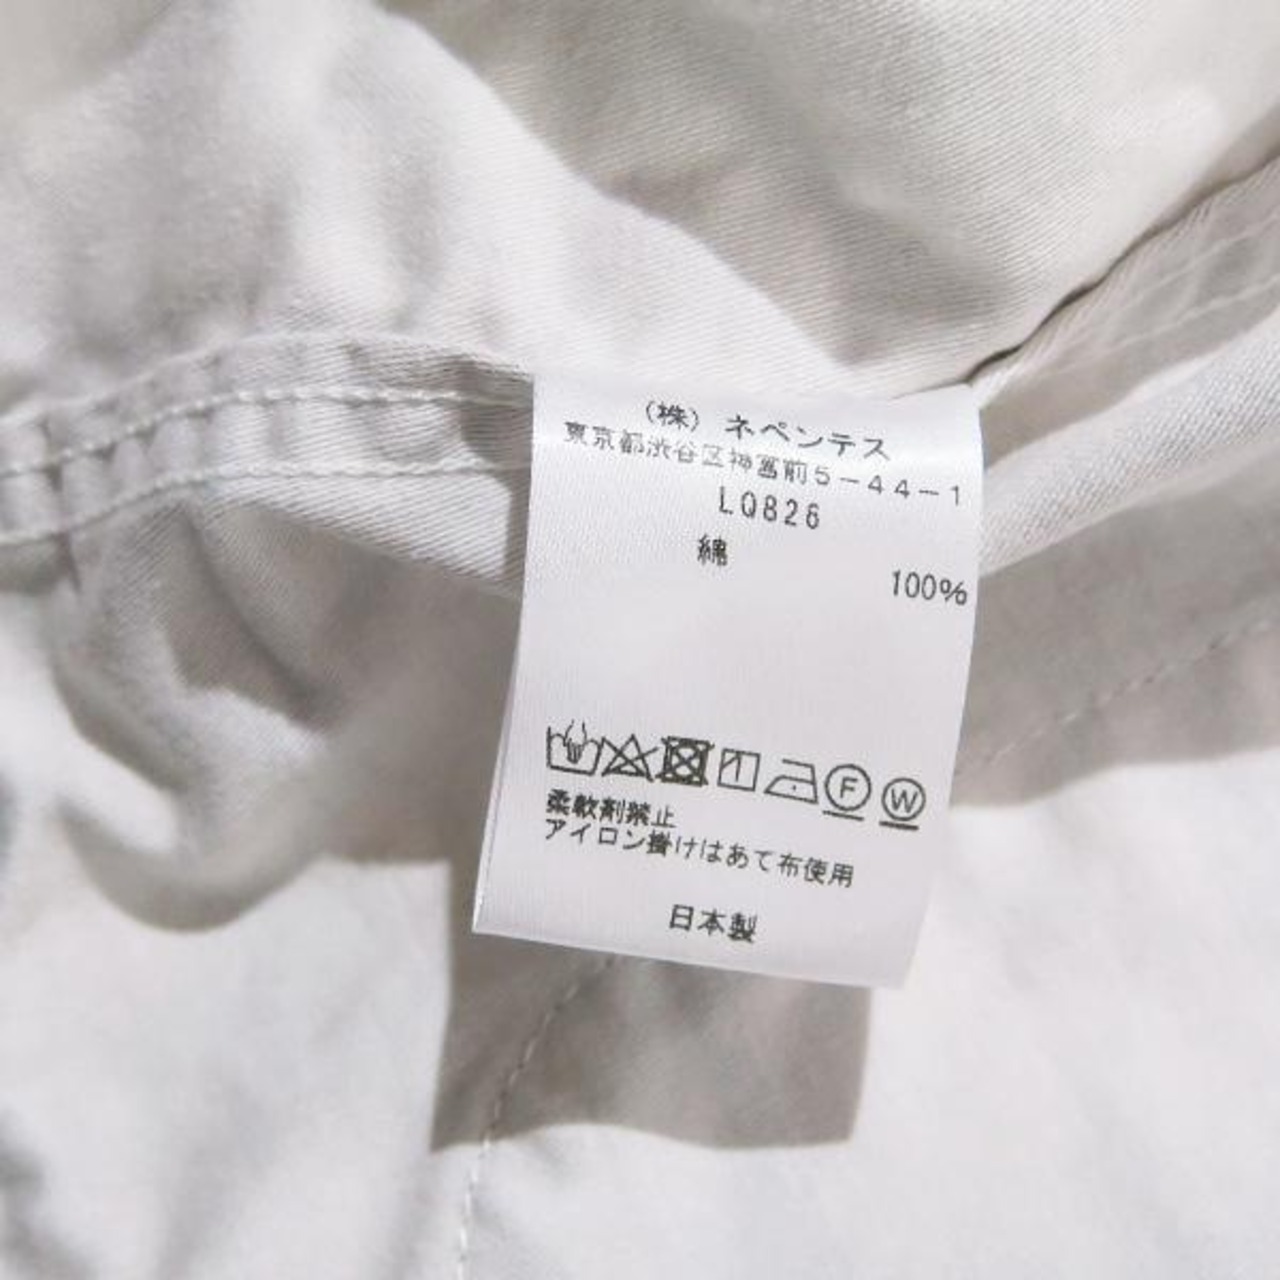 （株）ネペンテス
東京都渋谷区神宮前５－４４－１
LQ826
綿
100%
F W
柔軟剤禁止
アイロン掛けはあて布使用
日本製